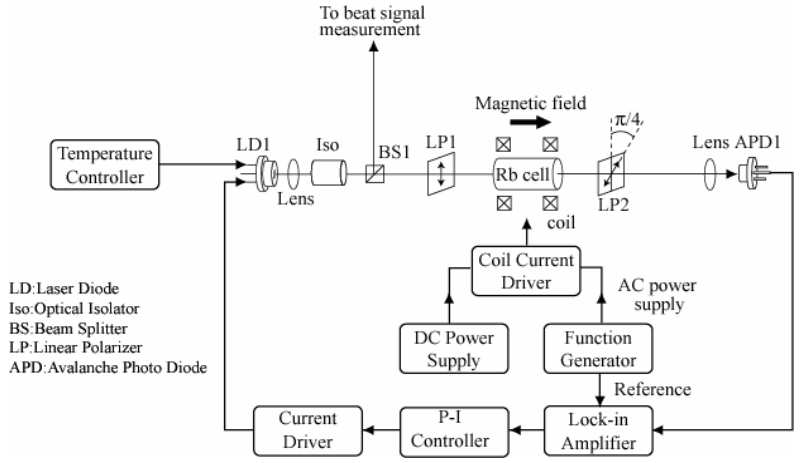 To beat signal
measurement
Magnetic field
π/4
LD1
Iso
BS1
LP1
Lens APD1
Temperature
Controller
Rb cell
Lens
LP2
coil
Coil Current
Driver
LD:Laser Diode
Iso:Optical Isolator
BS:Beam Splitter
LP:Linear Polarizer
APD:Avalanche Photo Diode
AC power
supply
DC Power
Supply
Function
Generator
Reference
Current
Driver
P-I
Controller
Lock-in
Amplifier